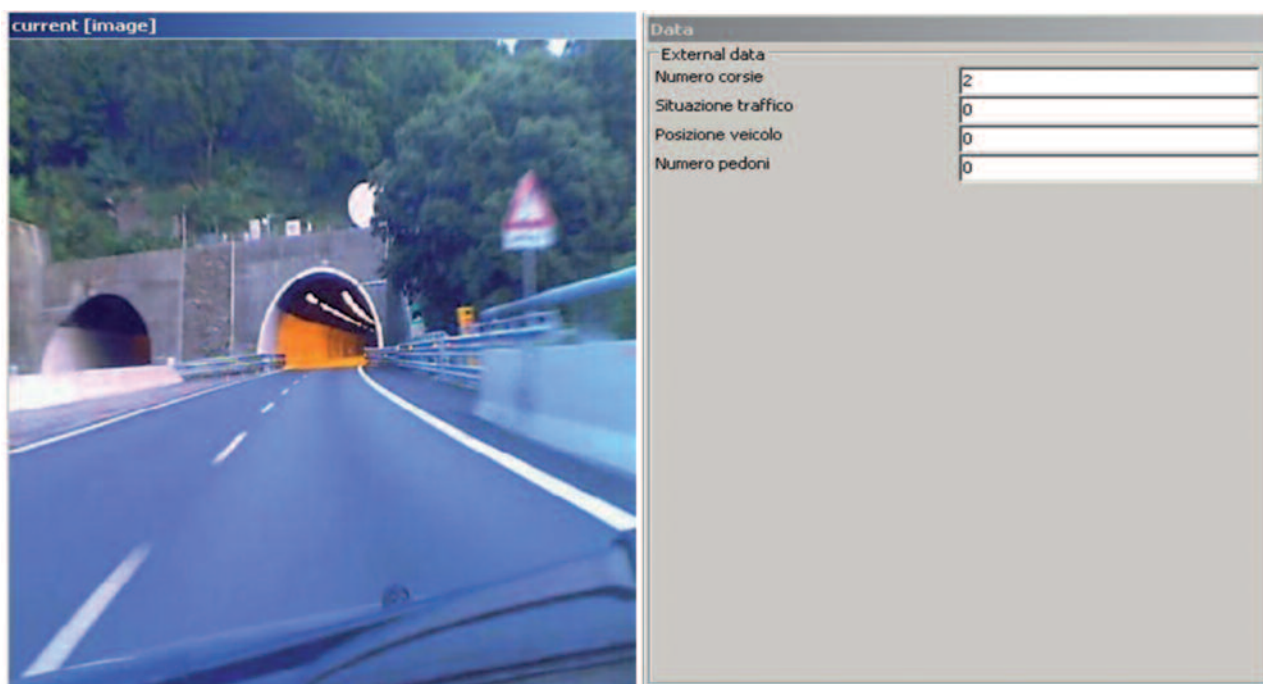 current [image]
Data
External data
Numero corsie 2
Situazione traffico 0
Posizione veicolo 0
Numero pedoni 0